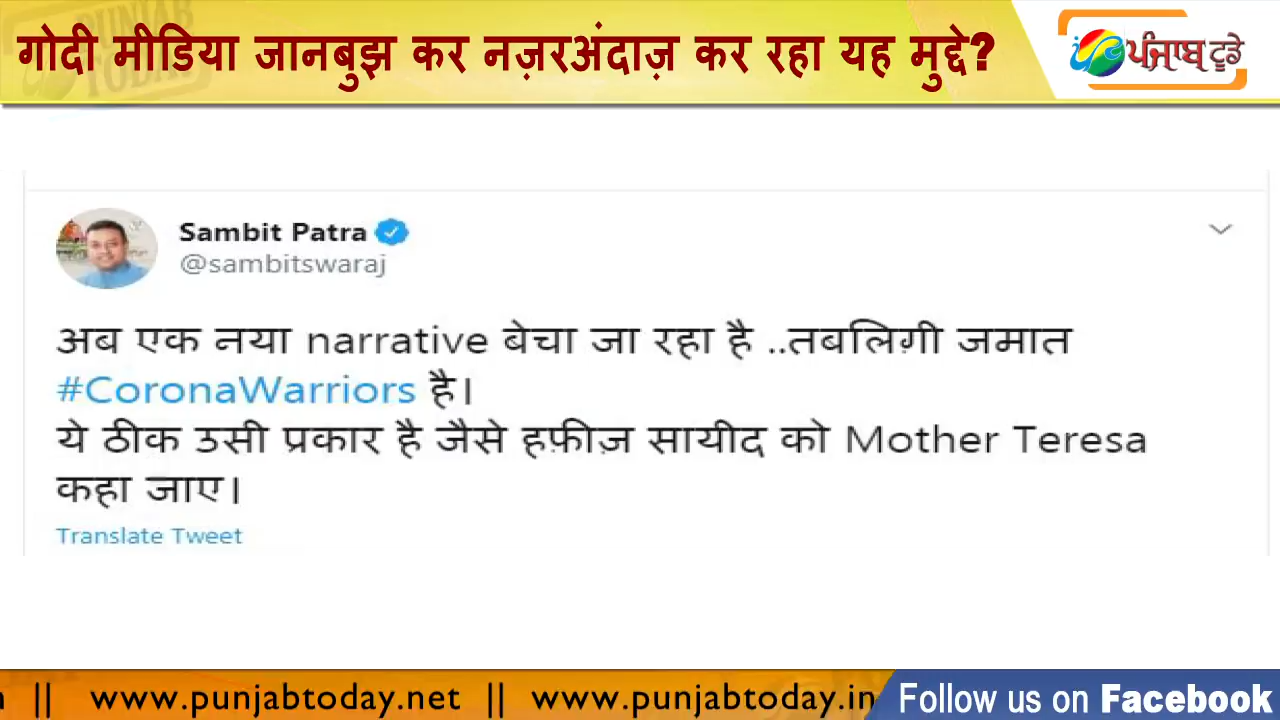 गोदी मीडिया जानबुझ कर नज़रअंदाज़ कर रहा यह मुद्दे?
ਪੰਜਾਬ ਟੂਡੇ
Sambit Patra
@sambitswaraj
अब एक नया narrative बेचा जा रहा है ..तबलिग़ी जमात
#CoronaWarriors है।
ये ठीक उसी प्रकार है जैसे हफ़ीज़ सायीद को Mother Teresa
कहा जाए।
Translate Tweet
|| www.punjabtoday.net || www.punjabtoday.in
Follow us on Facebook